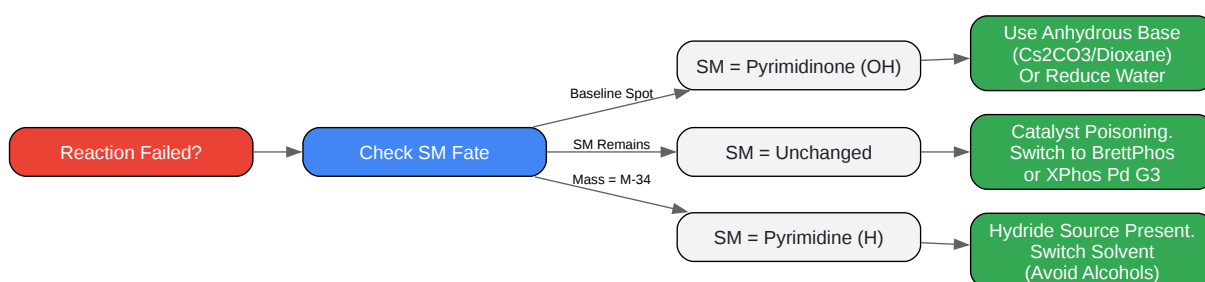 Reaction Failed?
Check SM Fate
Baseline Spot
SM Remains
Mass = M-34
SM = Pyrimidinone (OH)
SM = Unchanged
SM = Pyrimidine (H)
Use Anhydrous Base
(Cs2CO3/Dioxane)
Or Reduce Water
Catalyst Poisoning.
Switch to BrettPhos
or XPhos Pd G3
Hydride Source Present.
Switch Solvent
(Avoid Alcohols)